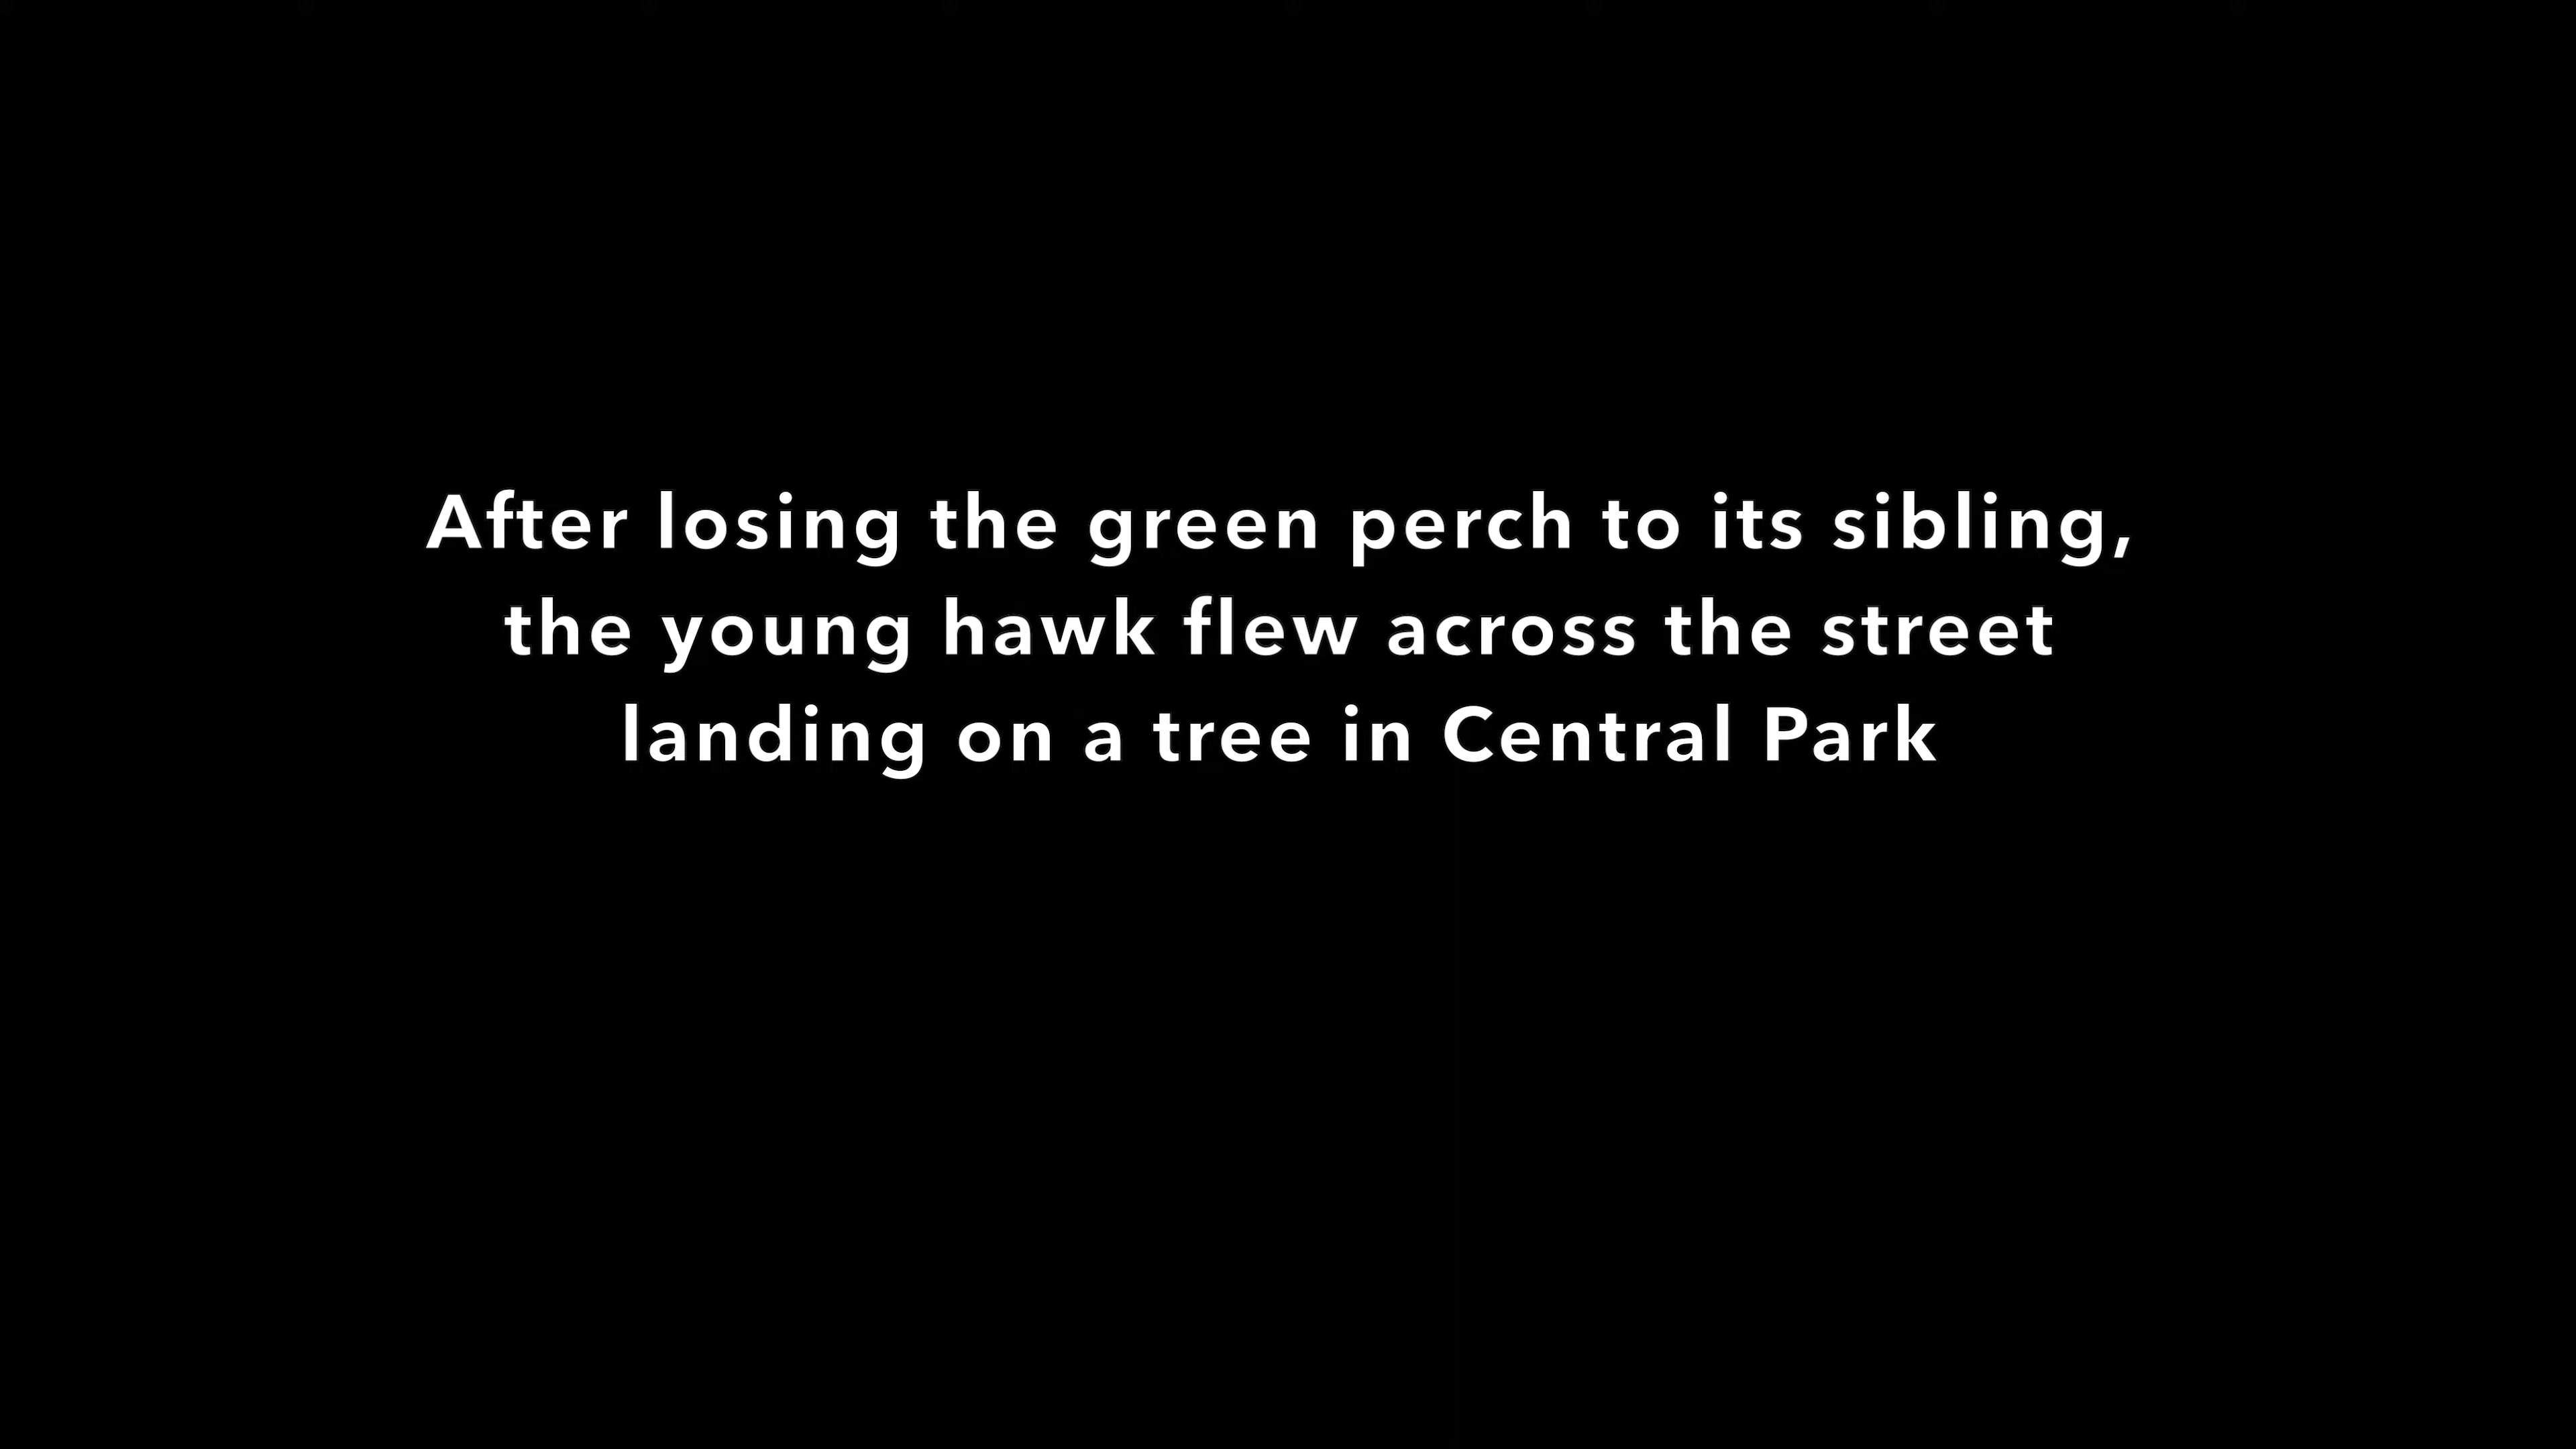 After losing the green perch to its sibling,
the young hawk flew across the street
landing on a tree in Central Park